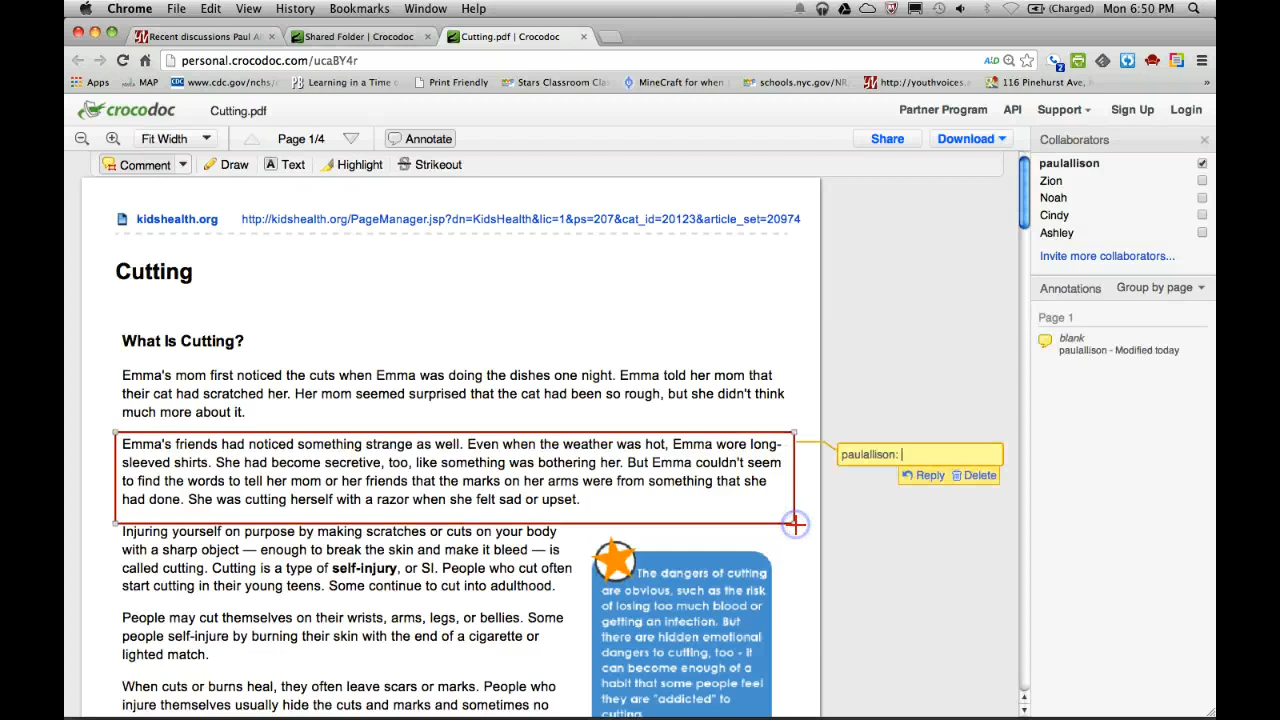 Chrome File Edit View History Bookmarks Window Help (Charged) Mon 6:50 PM
Recent discussions Paul Al Shared Folder | Crocodoc Cutting.pdf | Crocodoc
personal.crocodoc.com/ucaBY4r
Apps MAP CDC www.cdc.gov/nchs/ Learning in a Time o Print Friendly Stars Classroom Cla MineCraft for when schools.nyc.gov/NR, http://youthvoices. 116 Pinehurst Ave, »
crocodoc Cutting.pdf Partner Program API Support Sign Up Login
Fit Width Page 1/4 Annotate Share Download Collaborators
Comment Draw A Text Highlight Strikeout
paulallison
Zion
Noah
Cindy
Ashley
Invite more collaborators...
Annotations Group by page
Page 1
blank
paulallison - Modified today
kidshealth.org http://kidshealth.org/PageManager.jsp?dn=KidsHealth&lic=1&ps=207&cat_id=20123&article_set=20974
Cutting
What Is Cutting?
Emma's mom first noticed the cuts when Emma was doing the dishes one night. Emma told her mom that
their cat had scratched her. Her mom seemed surprised that the cat had been so rough, but she didn't think
much more about it.
Emma's friends had noticed something strange as well. Even when the weather was hot, Emma wore long-
sleeved shirts. She had become secretive, too, like something was bothering her. But Emma couldn't seem
to find the words to tell her mom or her friends that the marks on her arms were from something that she
had done. She was cutting herself with a razor when she felt sad or upset.
paulallison:
Reply Delete
Injuring yourself on purpose by making scratches or cuts on your body
with a sharp object — enough to break the skin and make it bleed — is
called cutting. Cutting is a type of self-injury, or SI. People who cut often
start cutting in their young teens. Some continue to cut into adulthood.
People may cut themselves on their wrists, arms, legs, or bellies. Some
people self-injure by burning their skin with the end of a cigarette or
lighted match.
When cuts or burns heal, they often leave scars or marks. People who
injure themselves usually hide the cuts and marks and sometimes no
The dangers of cutting
are obvious, such as the risk
of losing too much blood or
getting an infection. But
there are hidden emotional
dangers to cutting, too - it
can become enough of a
habit that some people feel
they are "addicted" to
cutting.